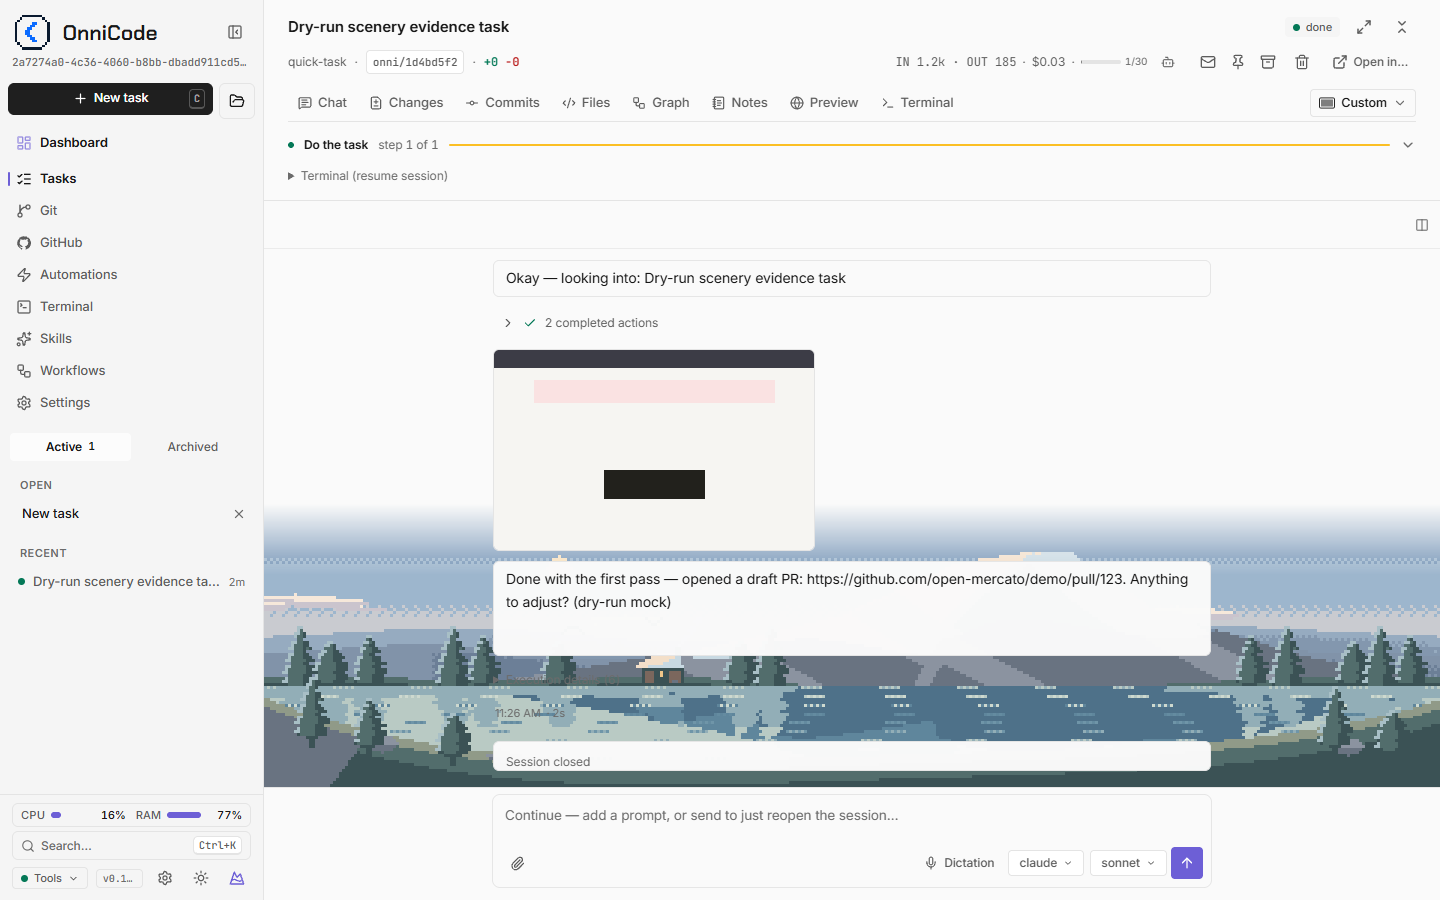 OnniCode
2a7274a0-4c36-4060-b8bb-dbadd911cd5…
New task C
Dashboard
Tasks
Git
GitHub
Automations
Terminal
Skills
Workflows
Settings
Active 1
Archived
OPEN
New task
RECENT
Dry-run scenery evidence ta… 2m
CPU 16% RAM 77%
Search… Ctrl+K
Tools v0.1…
Dry-run scenery evidence task
done
quick-task · onni/1d4bd5f2 · +0 -0
IN 1.2k · OUT 185 · $0.03 · 1/30
Open in…
Chat Changes Commits Files Graph Notes Preview Terminal
Custom
Do the task step 1 of 1
Terminal (resume session)
Okay — looking into: Dry-run scenery evidence task
2 completed actions
Done with the first pass — opened a draft PR: https://github.com/open-mercato/demo/pull/123. Anything
to adjust? (dry-run mock)
11:26 AM 2s
Session closed
Continue — add a prompt, or send to just reopen the session…
Dictation claude sonnet